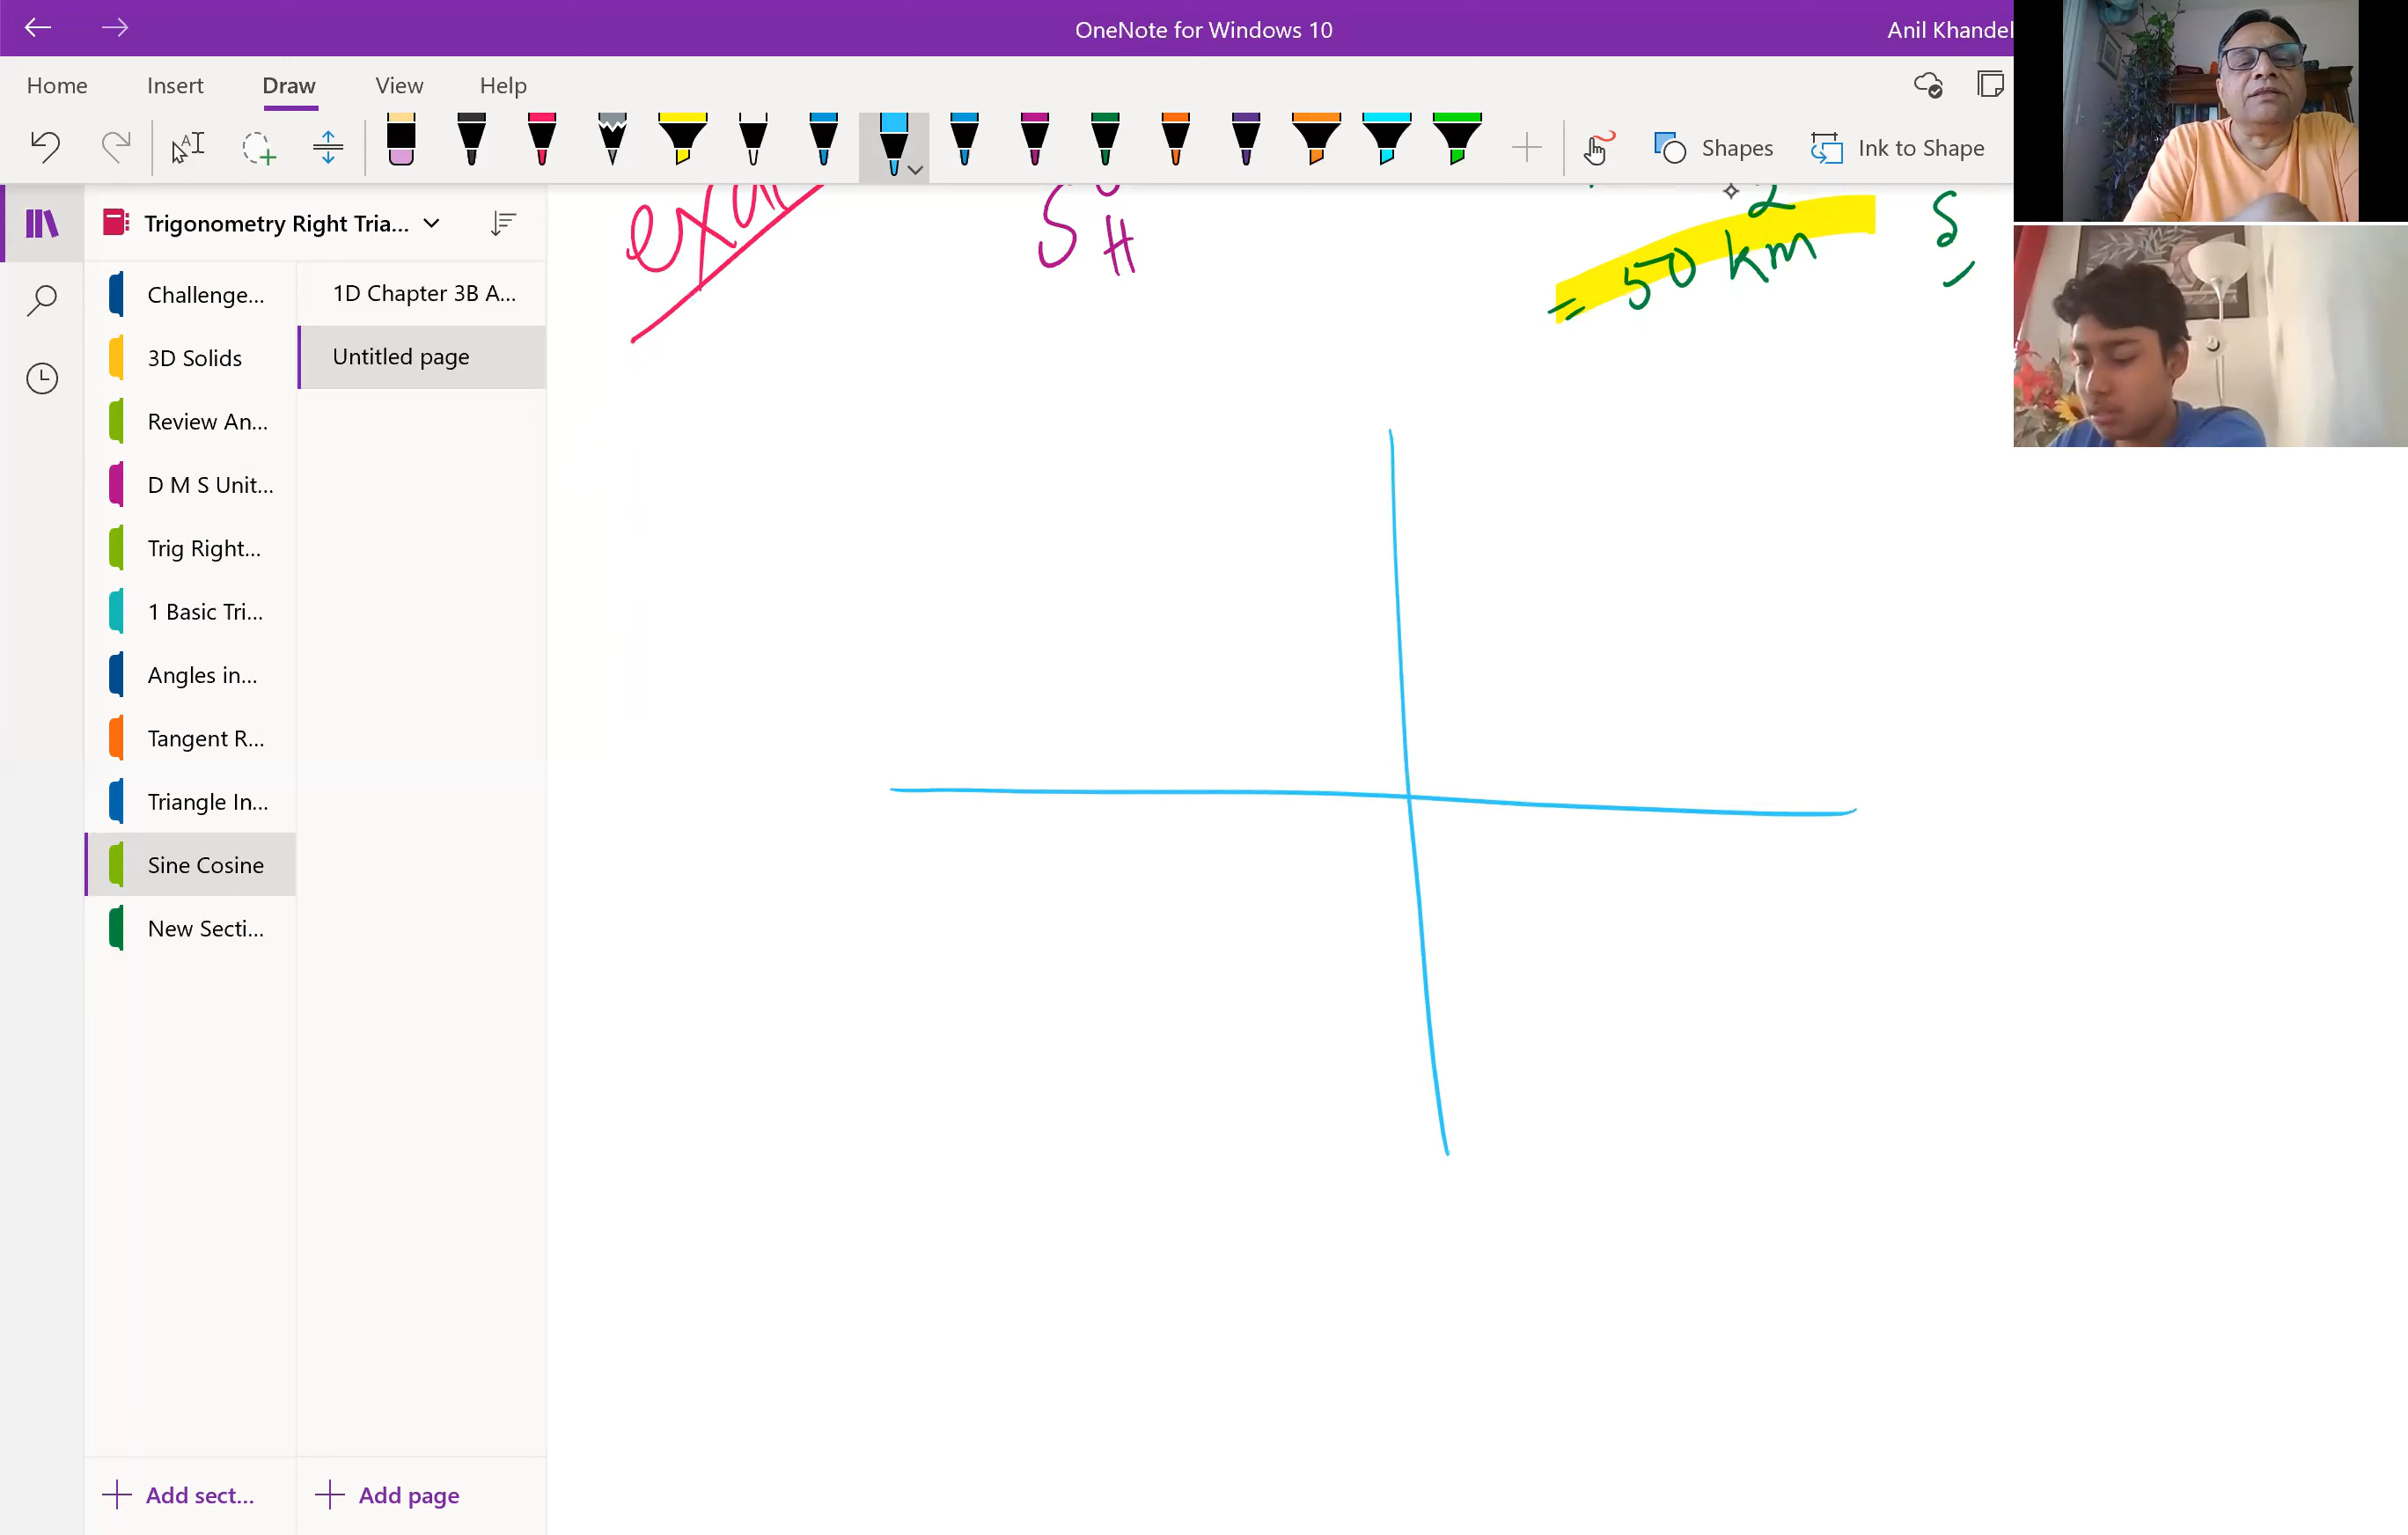 OneNote for Windows 10
Anil Khandel
Home Insert Draw View Help
Shapes Ink to Shape
Trigonometry Right Tria...
Challenge...
3D Solids
Review An...
D M S Unit...
Trig Right...
1 Basic Tri...
Angles in...
Tangent R...
Triangle In...
Sine Cosine
New Secti...
1D Chapter 3B A...
Untitled page
S H
2
= 50 km
Add sect...
Add page